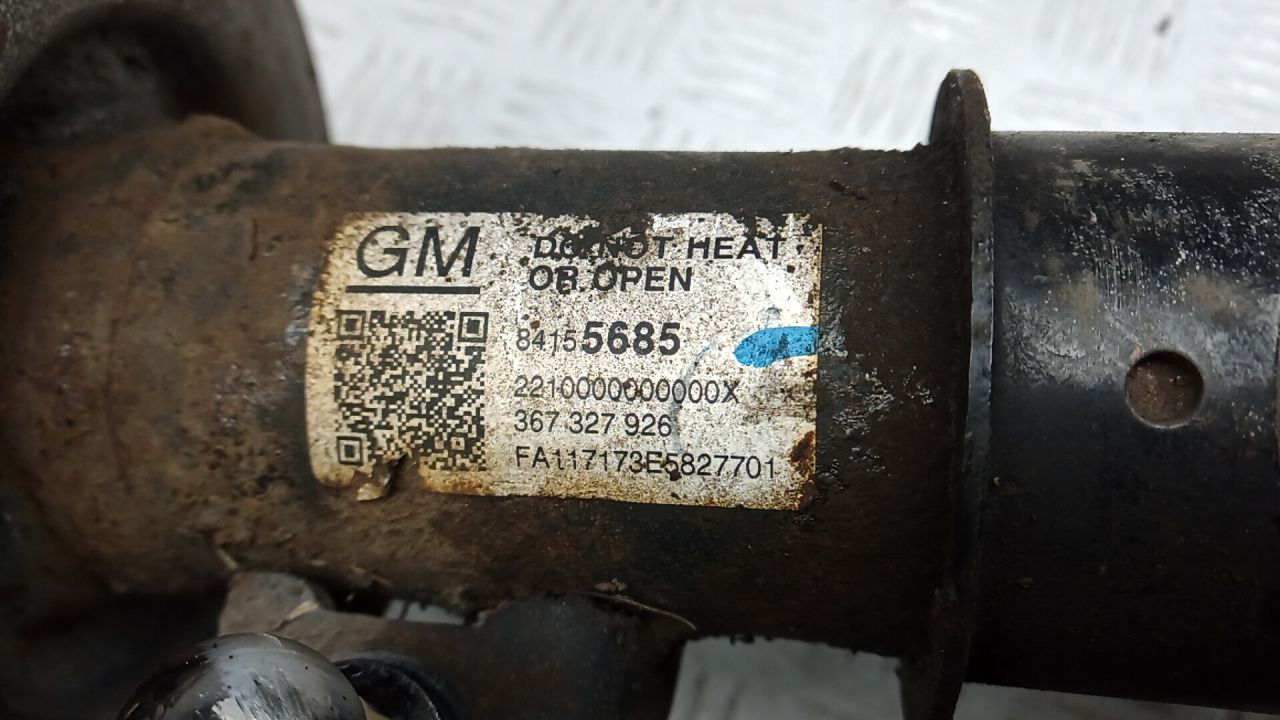 GM
DO NOT HEAT
OR OPEN
84155685
2210000000000X
367 327 926
FA117173E5827701